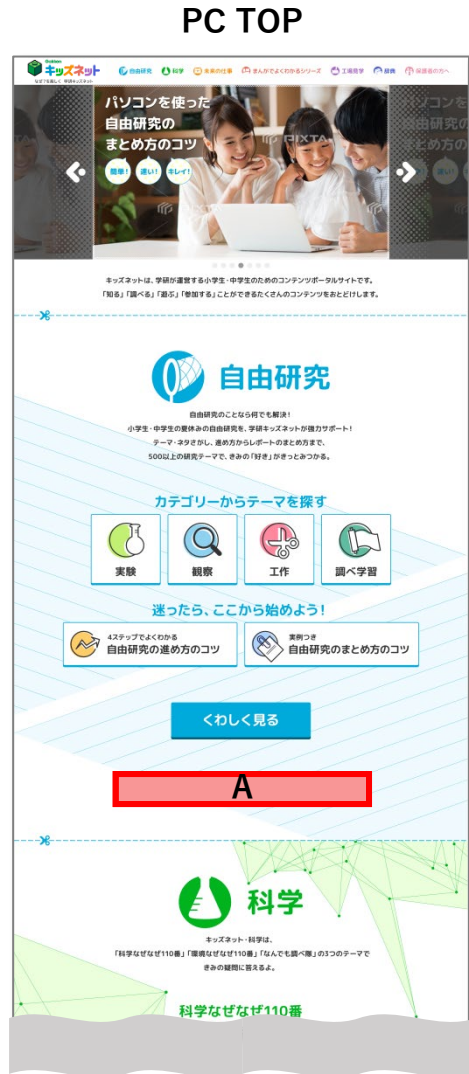 PC TOP
Gakken
キッズネット
なぜ?を楽しく 学研キッズネット
自由研究 科学 未来の仕事 まんがでよくわかるシリーズ 工場見学 辞典 保護者の方へ
パソコンを使った
自由研究の
まとめ方のコツ
簡単! 速い! キレイ!
PIXTA
キッズネットは、学研が運営する小学生・中学生のためのコンテンツポータルサイトです。
「知る」「調べる」「遊ぶ」「参加する」ことができるたくさんのコンテンツをおとどけします。
自由研究
自由研究のことなら何でも解決!
小学生・中学生の夏休みの自由研究を、学研キッズネットが強力サポート!
テーマ・ネタさがし、進め方からレポートのまとめ方まで、
500以上の研究テーマで、きみの「好き」がきっとみつかる。
カテゴリーからテーマを探す
実験 観察 工作 調べ学習
迷ったら、ここから始めよう!
4ステップでよくわかる
自由研究の進め方のコツ
実例つき
自由研究のまとめ方のコツ
くわしく見る
A
科学
キッズネット・科学は、
「科学なぜなぜ110番」「環境なぜなぜ110番」「なんでも調べ隊」の3つのテーマで
きみの疑問に答えるよ。
科学なぜなぜ110番